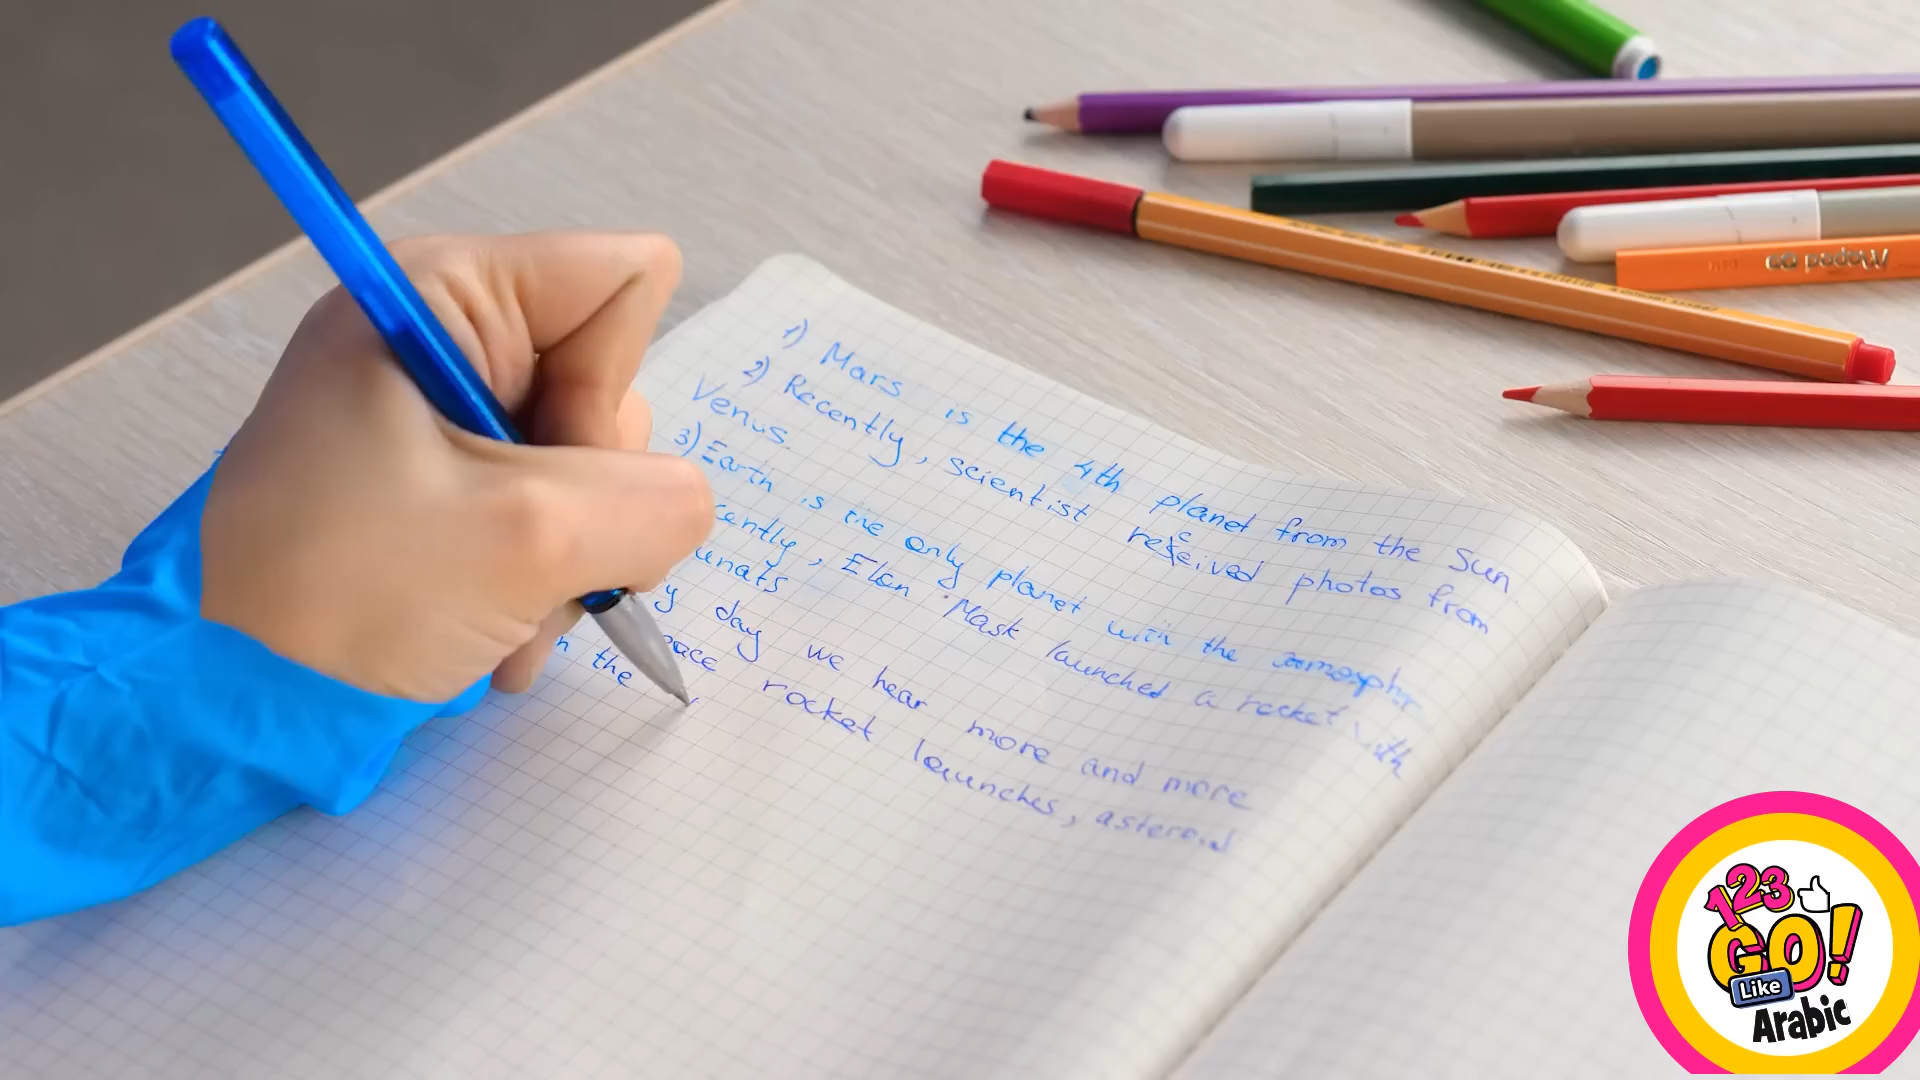 1) Mars is the 4th planet from the Sun
2) Recently, scientist received photos from
Venus
3) Earth is the only planet with the
cently, Elon Mask launched a rocket with
unats
y day we hear more and more
pace rocket launches, asteroid
n the
Maped
123
GO!
Like
Arabic